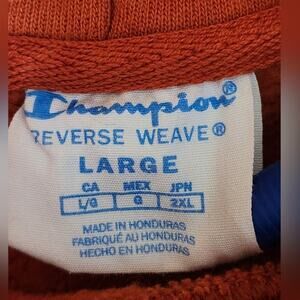 Champion
REVERSE WEAVE®
LARGE
CA MEX JPN
L/G G 2XL
MADE IN HONDURAS
FABRIQUÉ AU HONDURAS
HECHO EN HONDURAS